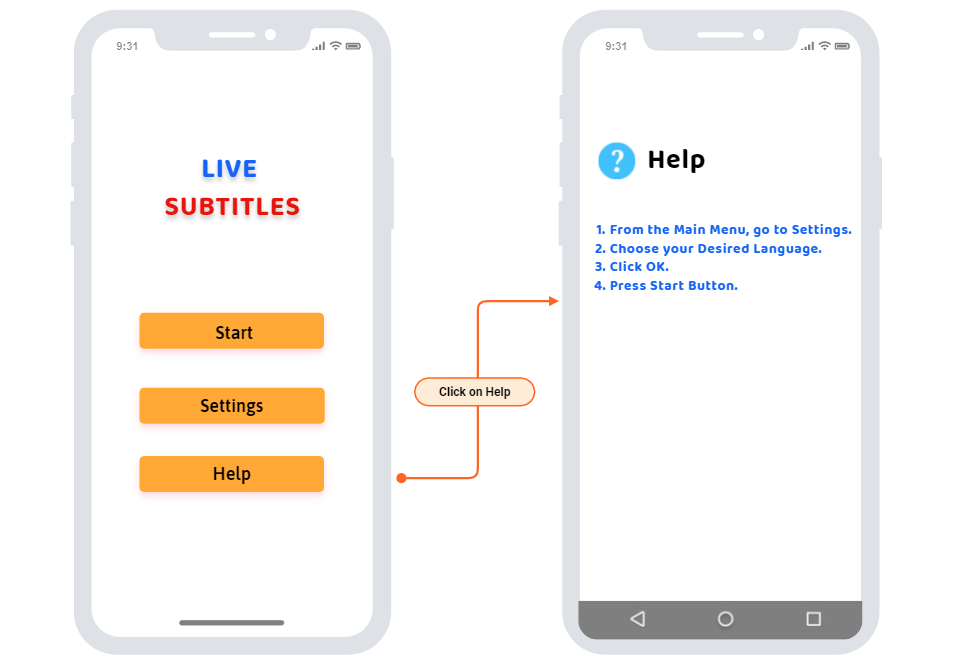 9:31
LIVE
SUBTITLES
Start
Settings
Help
Click on Help
9:31
? Help
1. From the Main Menu, go to Settings.
2. Choose your Desired Language.
3. Click OK.
4. Press Start Button.